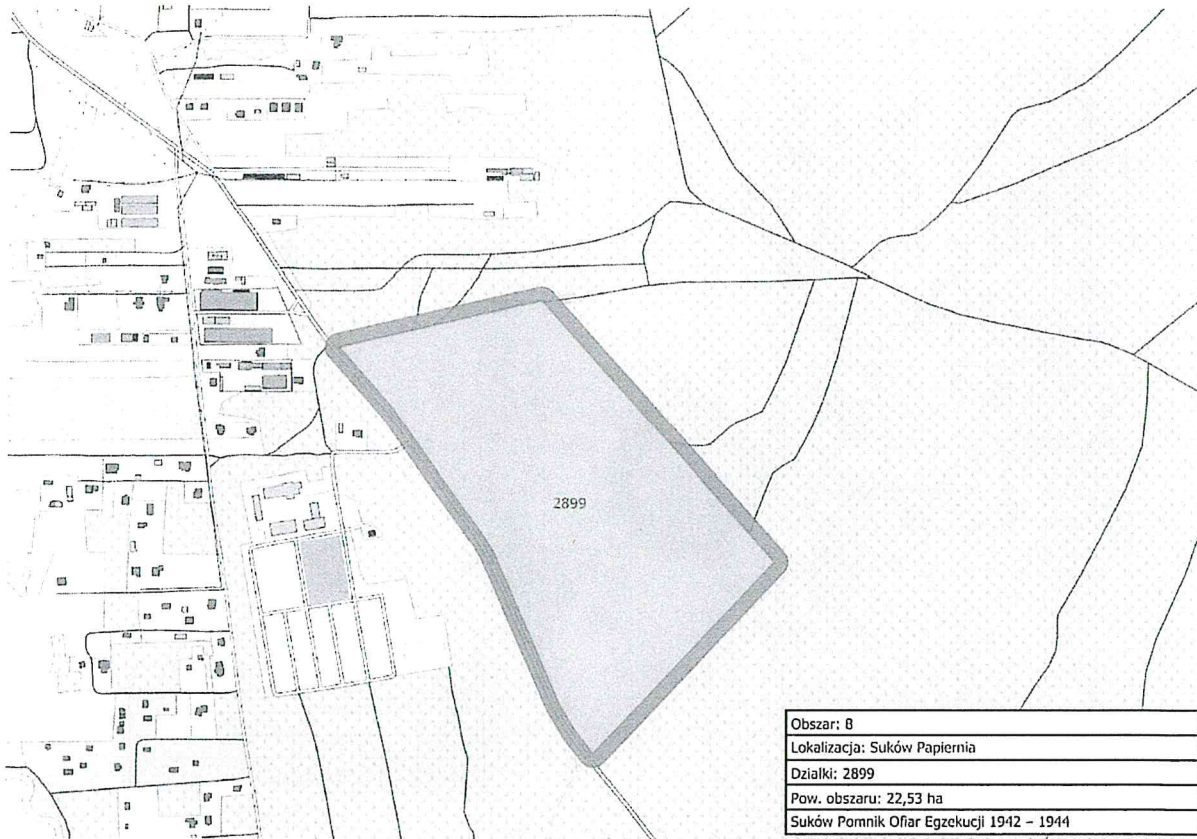 2899
Obszar: 8
Lokalizacja: Suków Papiernia
Działki: 2899
Pow. obszaru: 22,53 ha
Suków Pomnik Ofiar Egzekucji 1942 – 1944